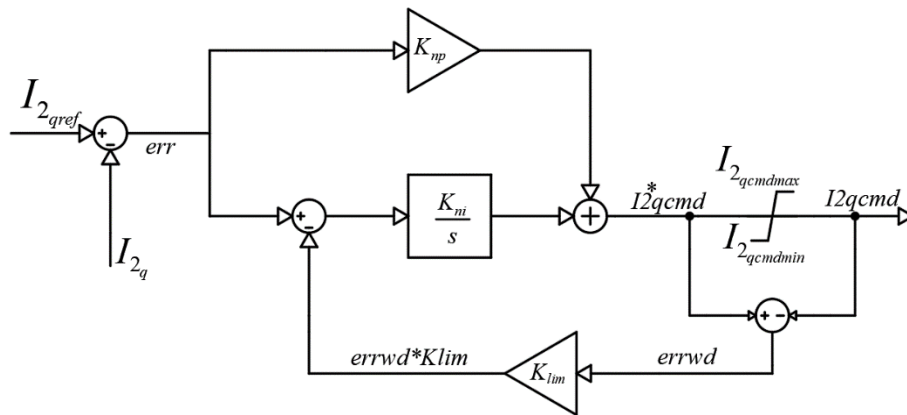 K_np
I_2qref
+
−
err
I_2q
+
−
K_ni
s
+
I2*qcmd
I_2qcmdmax
I_2qcmdmin
I2qcmd
+ −
errwd*Klim
K_lim
errwd